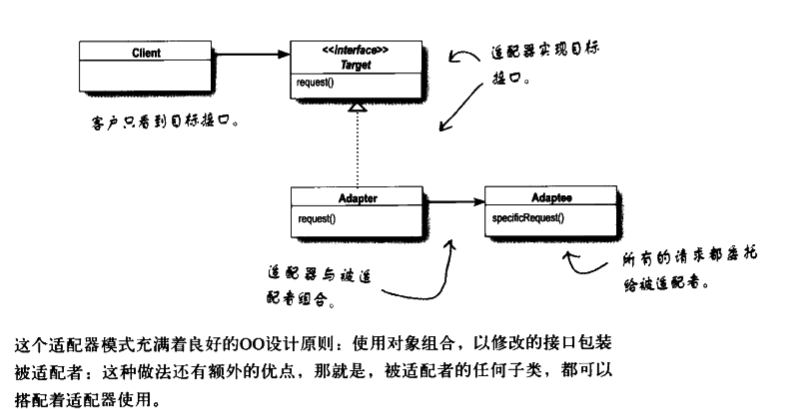 Client
<<interface>>
Target
request()
适配器实现目标
接口。
客户只看到目标接口。
Adapter
request()
Adaptee
specificRequest()
适配器与被适
配者组合。
所有的请求都委托
给被适配者。
这个适配器模式充满着良好的OO设计原则：使用对象组合，以修改的接口包装
被适配者：这种做法还有额外的优点，那就是，被适配者的任何子类，都可以
搭配着适配器使用。